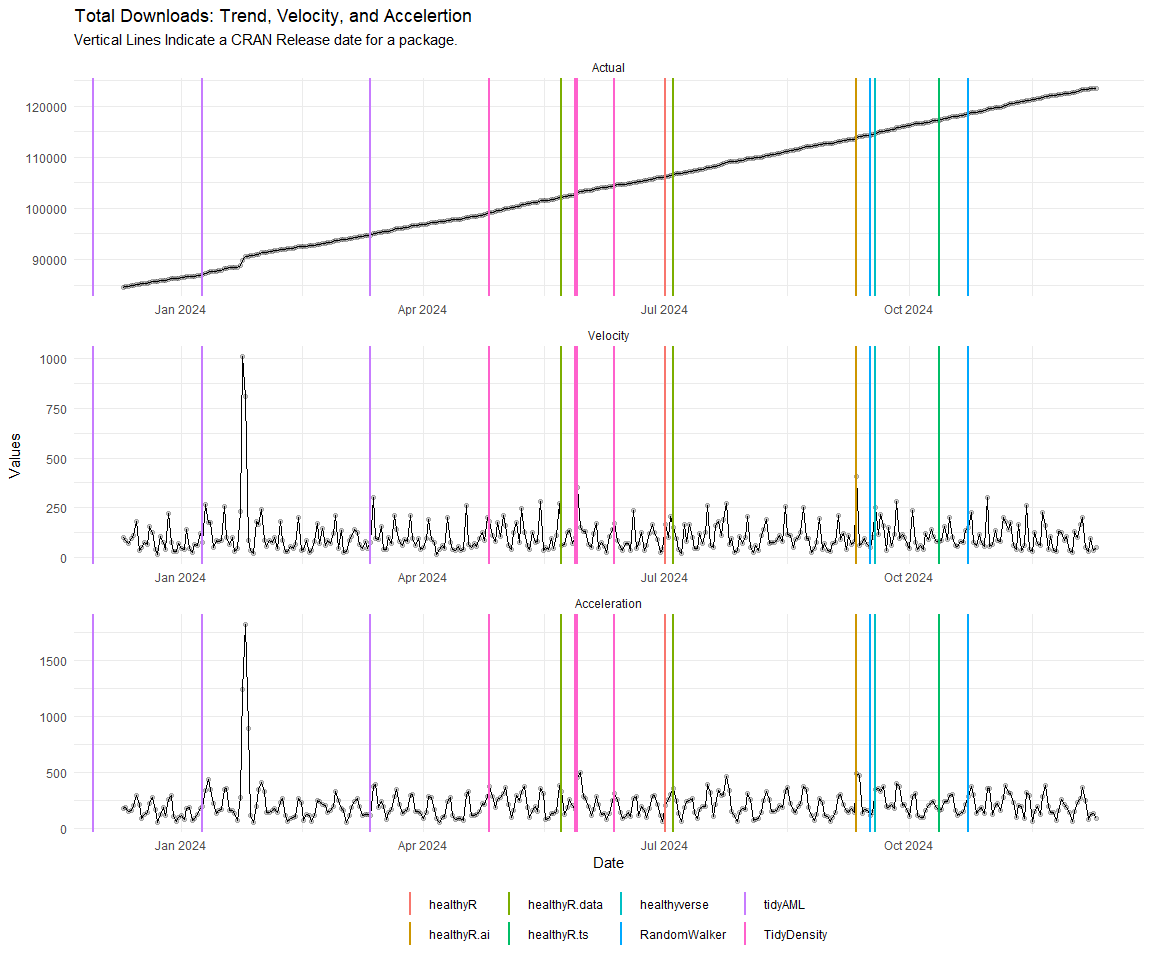 Total Downloads: Trend, Velocity, and Accelertion
Vertical Lines Indicate a CRAN Release date for a package.
Actual
120000
110000
100000
90000
Jan 2024 Apr 2024 Jul 2024 Oct 2024
Velocity
1000
750
500
250
0
Jan 2024 Apr 2024 Jul 2024 Oct 2024
Values
Acceleration
1500
1000
500
0
Jan 2024 Apr 2024 Jul 2024 Oct 2024
Date
healthyR healthyR.data healthyverse tidyAML
healthyR.ai healthyR.ts RandomWalker TidyDensity